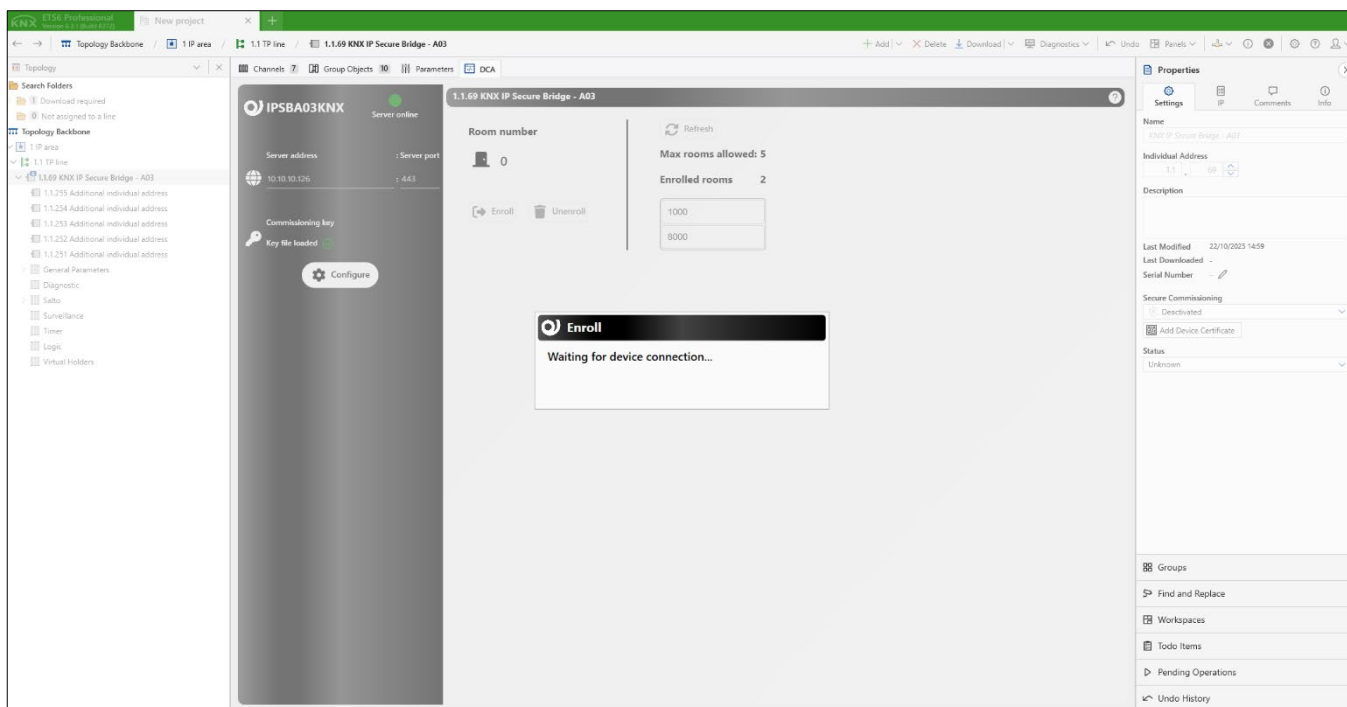 KNX ETS6 Professional
Version 6.3.1 (Build 8272)
New project
Topology Backbone / 1 IP area / 1.1 TP line / 1.1.69 KNX IP Secure Bridge - A03
Add Delete Download Diagnostics Undo Panels
Topology
Search Folders
1 Download required
0 Not assigned to a line
Topology Backbone
1 IP area
1.1 TP line
1.1.69 KNX IP Secure Bridge - A03
1.1.255 Additional individual address
1.1.254 Additional individual address
1.1.253 Additional individual address
1.1.252 Additional individual address
1.1.251 Additional individual address
General Parameters
Diagnostic
Salto
Surveillance
Timer
Logic
Virtual Holders
Channels 7 Group Objects 10 Parameters DCA
IPSBA03KNX
Server online
Server address : Server port
10.10.10.126 : 443
Commissioning key
Key file loaded
Configure
1.1.69 KNX IP Secure Bridge - A03
?
Room number
0
Enroll Unenroll
Refresh
Max rooms allowed: 5
Enrolled rooms 2
1000
8000
Enroll
Waiting for device connection...
Properties
Settings IP Comments Info
Name
KNX IP Secure Bridge - A03
Individual Address
1.1 . 69
Description
Last Modified 22/10/2025 14:59
Last Downloaded -
Serial Number -
Secure Commissioning
Deactivated
Add Device Certificate
Status
Unknown
Groups
Find and Replace
Workspaces
Todo Items
Pending Operations
Undo History